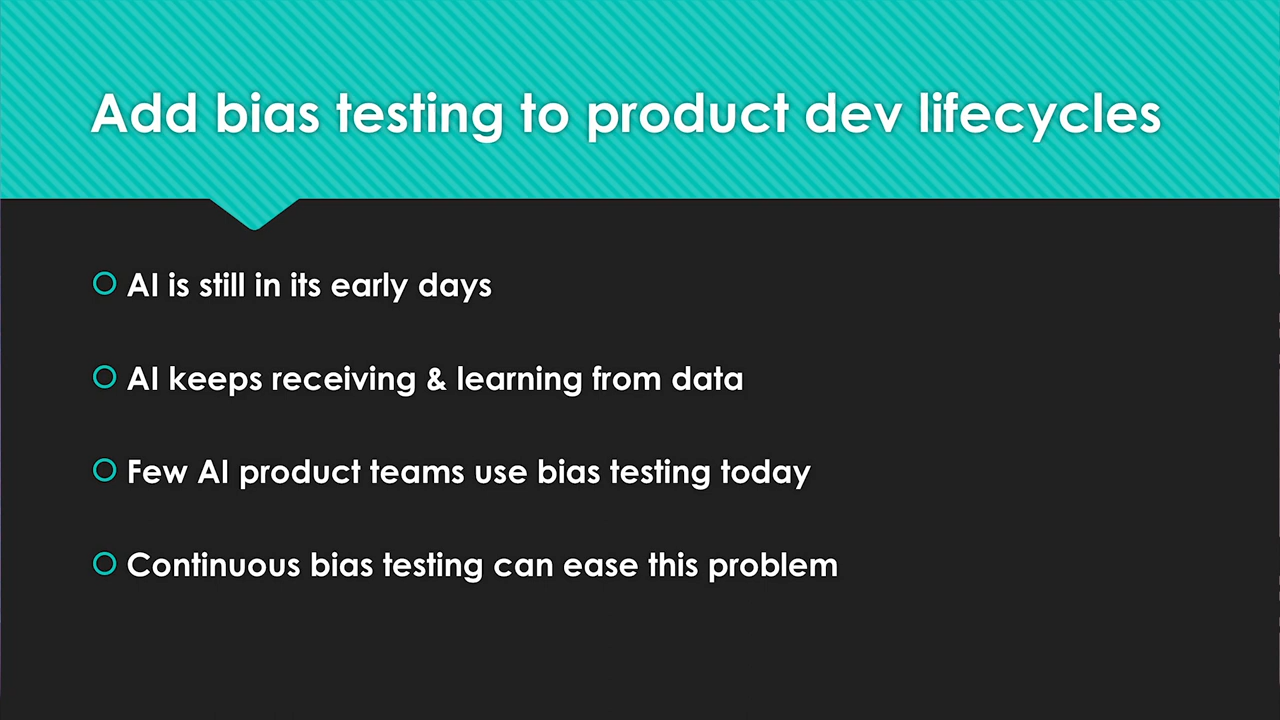 Add bias testing to product dev lifecycles
AI is still in its early days
AI keeps receiving & learning from data
Few AI product teams use bias testing today
Continuous bias testing can ease this problem